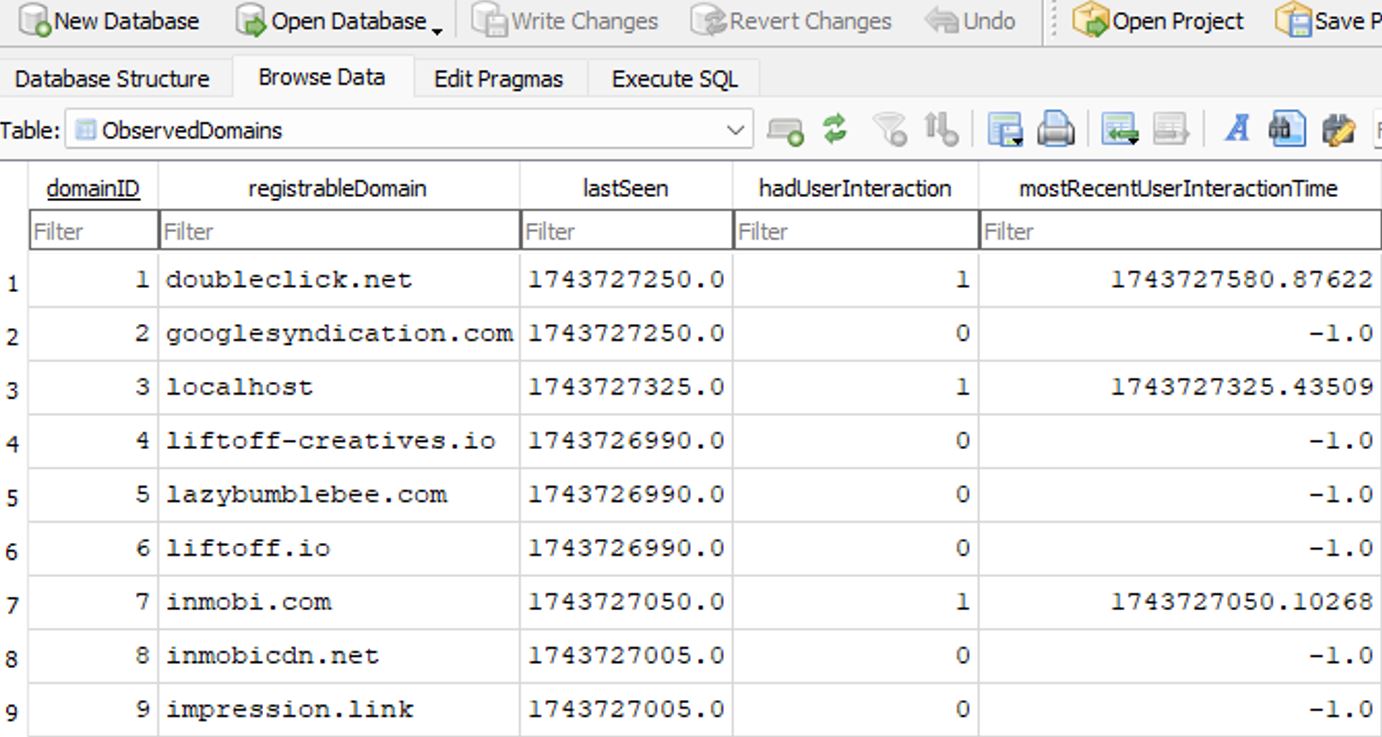 New Database Open Database Write Changes Revert Changes Undo Open Project Save P
Database Structure Browse Data Edit Pragmas Execute SQL
Table: ObservedDomains
domainID registrableDomain lastSeen hadUserInteraction mostRecentUserInteractionTime
Filter Filter Filter Filter Filter
1 1 doubleclick.net 1743727250.0 1 1743727580.87622
2 2 googlesyndication.com 1743727250.0 0 -1.0
3 3 localhost 1743727325.0 1 1743727325.43509
4 4 liftoff-creatives.io 1743726990.0 0 -1.0
5 5 lazybumblebee.com 1743726990.0 0 -1.0
6 6 liftoff.io 1743726990.0 0 -1.0
7 7 inmobi.com 1743727050.0 1 1743727050.10268
8 8 inmobicdn.net 1743727005.0 0 -1.0
9 9 impression.link 1743727005.0 0 -1.0